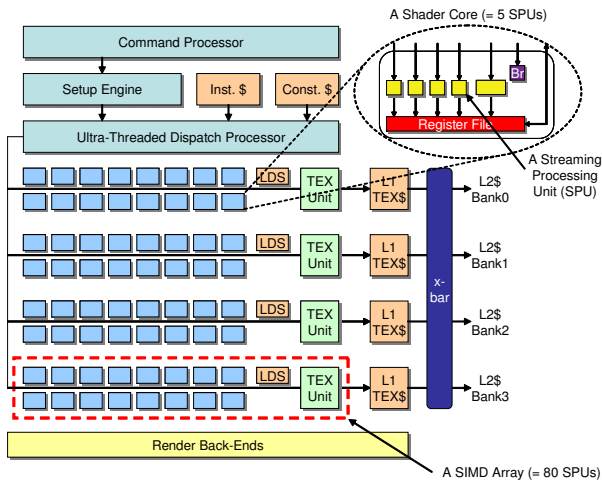 A Shader Core (= 5 SPUs)
Command Processor
Setup Engine
Inst. $
Const. $
Ultra-Threaded Dispatch Processor
Br
Register File
A Streaming
Processing
Unit (SPU)
LDS
TEX
Unit
L1
TEX$
L2$
Bank0
LDS
TEX
Unit
L1
TEX$
L2$
Bank1
x-
bar
LDS
TEX
Unit
L1
TEX$
L2$
Bank2
LDS
TEX
Unit
L1
TEX$
L2$
Bank3
Render Back-Ends
A SIMD Array (= 80 SPUs)